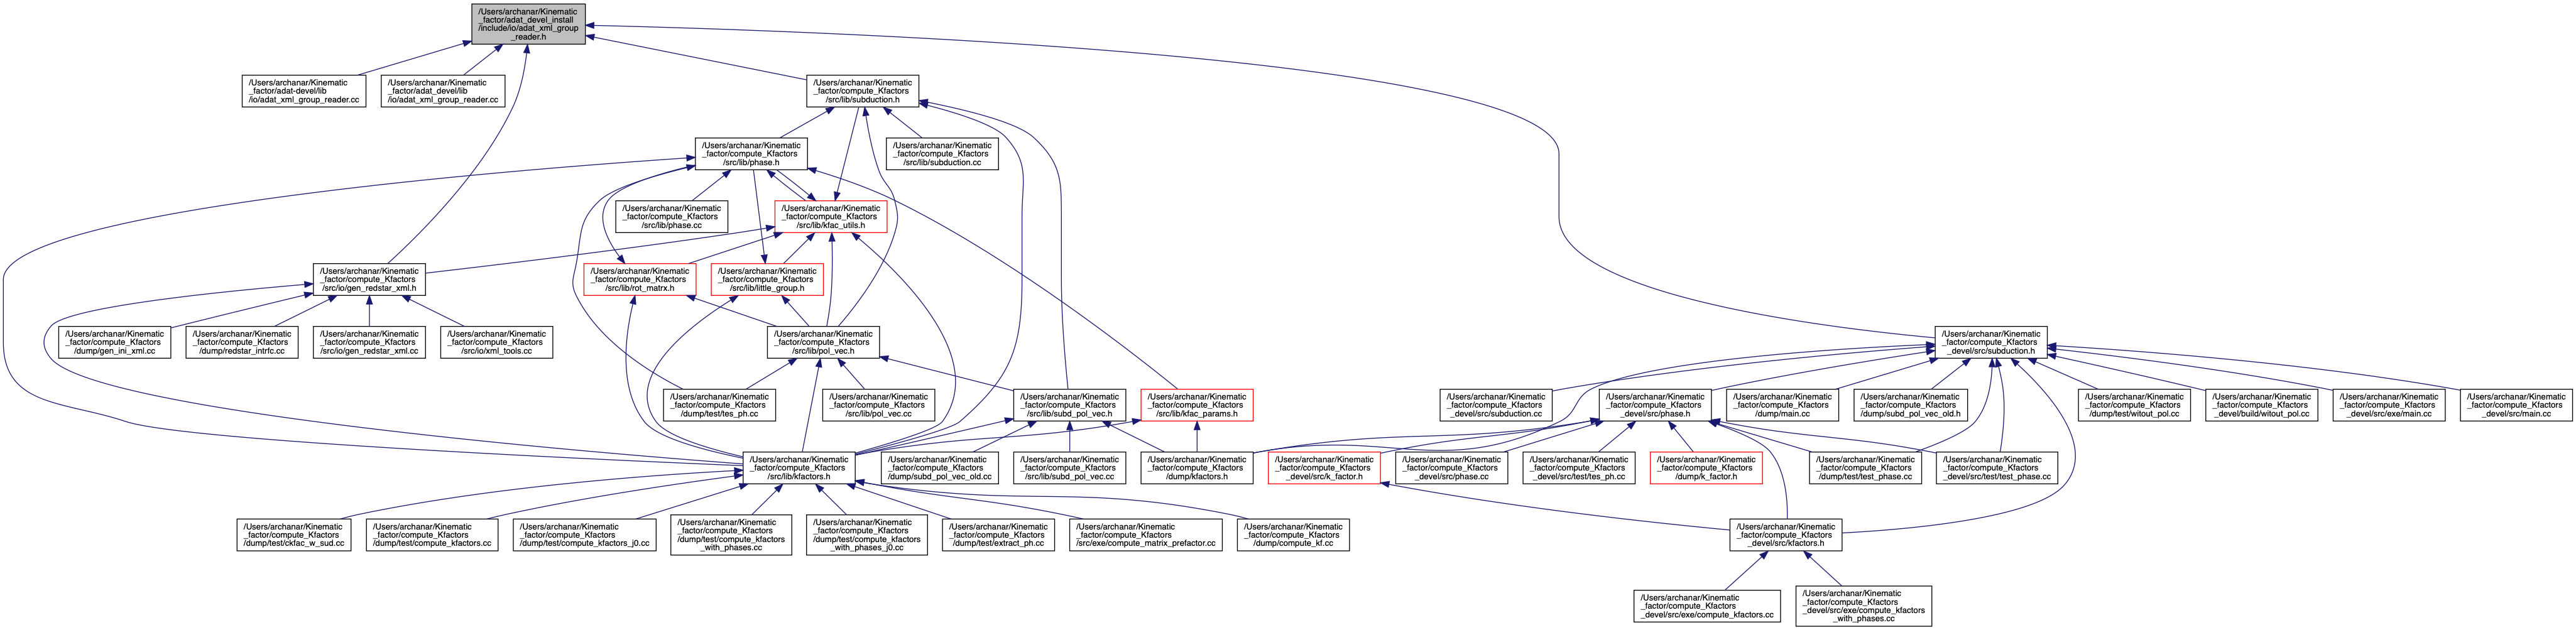 /Users/archanar/Kinematic
_factor/adat_devel_install
/include/io/adat_xml_group
_reader.h
/Users/archanar/Kinematic
_factor/adat-devel/lib
/io/adat_xml_group_reader.cc
/Users/archanar/Kinematic
_factor/adat_devel/lib
/io/adat_xml_group_reader.cc
/Users/archanar/Kinematic
_factor/compute_Kfactors
/src/lib/subduction.h
/Users/archanar/Kinematic
_factor/compute_Kfactors
/src/lib/phase.h
/Users/archanar/Kinematic
_factor/compute_Kfactors
/src/lib/subduction.cc
/Users/archanar/Kinematic
_factor/compute_Kfactors
/src/lib/phase.cc
/Users/archanar/Kinematic
_factor/compute_Kfactors
/src/lib/kfac_utils.h
/Users/archanar/Kinematic
_factor/compute_Kfactors
/src/io/gen_redstar_xml.h
/Users/archanar/Kinematic
_factor/compute_Kfactors
/src/lib/rot_matrx.h
/Users/archanar/Kinematic
_factor/compute_Kfactors
/src/lib/little_group.h
/Users/archanar/Kinematic
_factor/compute_Kfactors
/dump/gen_ini_xml.cc
/Users/archanar/Kinematic
_factor/compute_Kfactors
/dump/redstar_intrfc.cc
/Users/archanar/Kinematic
_factor/compute_Kfactors
/src/io/gen_redstar_xml.cc
/Users/archanar/Kinematic
_factor/compute_Kfactors
/src/io/xml_tools.cc
/Users/archanar/Kinematic
_factor/compute_Kfactors
/src/lib/pol_vec.h
/Users/archanar/Kinematic
_factor/compute_Kfactors
_devel/src/subduction.h
/Users/archanar/Kinematic
_factor/compute_Kfactors
/dump/test/tes_ph.cc
/Users/archanar/Kinematic
_factor/compute_Kfactors
/src/lib/pol_vec.cc
/Users/archanar/Kinematic
_factor/compute_Kfactors
/src/lib/subd_pol_vec.h
/Users/archanar/Kinematic
_factor/compute_Kfactors
/src/lib/kfac_params.h
/Users/archanar/Kinematic
_factor/compute_Kfactors
_devel/src/subduction.cc
/Users/archanar/Kinematic
_factor/compute_Kfactors
_devel/src/phase.h
/Users/archanar/Kinematic
_factor/compute_Kfactors
/dump/main.cc
/Users/archanar/Kinematic
_factor/compute_Kfactors
/dump/subd_pol_vec_old.h
/Users/archanar/Kinematic
_factor/compute_Kfactors
/dump/test/witout_pol.cc
/Users/archanar/Kinematic
_factor/compute_Kfactors
_devel/build/witout_pol.cc
/Users/archanar/Kinematic
_factor/compute_Kfactors
_devel/src/exe/main.cc
/Users/archanar/Kinematic
_factor/compute_Kfactors
_devel/src/main.cc
/Users/archanar/Kinematic
_factor/compute_Kfactors
/src/lib/kfactors.h
/Users/archanar/Kinematic
_factor/compute_Kfactors
/dump/subd_pol_vec_old.cc
/Users/archanar/Kinematic
_factor/compute_Kfactors
/src/lib/subd_pol_vec.cc
/Users/archanar/Kinematic
_factor/compute_Kfactors
/dump/kfactors.h
/Users/archanar/Kinematic
_factor/compute_Kfactors
_devel/src/k_factor.h
/Users/archanar/Kinematic
_factor/compute_Kfactors
_devel/src/phase.cc
/Users/archanar/Kinematic
_factor/compute_Kfactors
_devel/src/test/tes_ph.cc
/Users/archanar/Kinematic
_factor/compute_Kfactors
/dump/k_factor.h
/Users/archanar/Kinematic
_factor/compute_Kfactors
/dump/test/test_phase.cc
/Users/archanar/Kinematic
_factor/compute_Kfactors
_devel/src/test/test_phase.cc
/Users/archanar/Kinematic
_factor/compute_Kfactors
/dump/test/ckfac_w_sud.cc
/Users/archanar/Kinematic
_factor/compute_Kfactors
/dump/test/compute_kfactors.cc
/Users/archanar/Kinematic
_factor/compute_Kfactors
/dump/test/compute_kfactors_j0.cc
/Users/archanar/Kinematic
_factor/compute_Kfactors
/dump/test/compute_kfactors
_with_phases.cc
/Users/archanar/Kinematic
_factor/compute_Kfactors
/dump/test/compute_kfactors
_with_phases_j0.cc
/Users/archanar/Kinematic
_factor/compute_Kfactors
/dump/test/extract_ph.cc
/Users/archanar/Kinematic
_factor/compute_Kfactors
/src/exe/compute_matrix_prefactor.cc
/Users/archanar/Kinematic
_factor/compute_Kfactors
/dump/compute_kf.cc
/Users/archanar/Kinematic
_factor/compute_Kfactors
_devel/src/kfactors.h
/Users/archanar/Kinematic
_factor/compute_Kfactors
_devel/src/exe/compute_kfactors.cc
/Users/archanar/Kinematic
_factor/compute_Kfactors
_devel/src/exe/compute_kfactors
_with_phases.cc